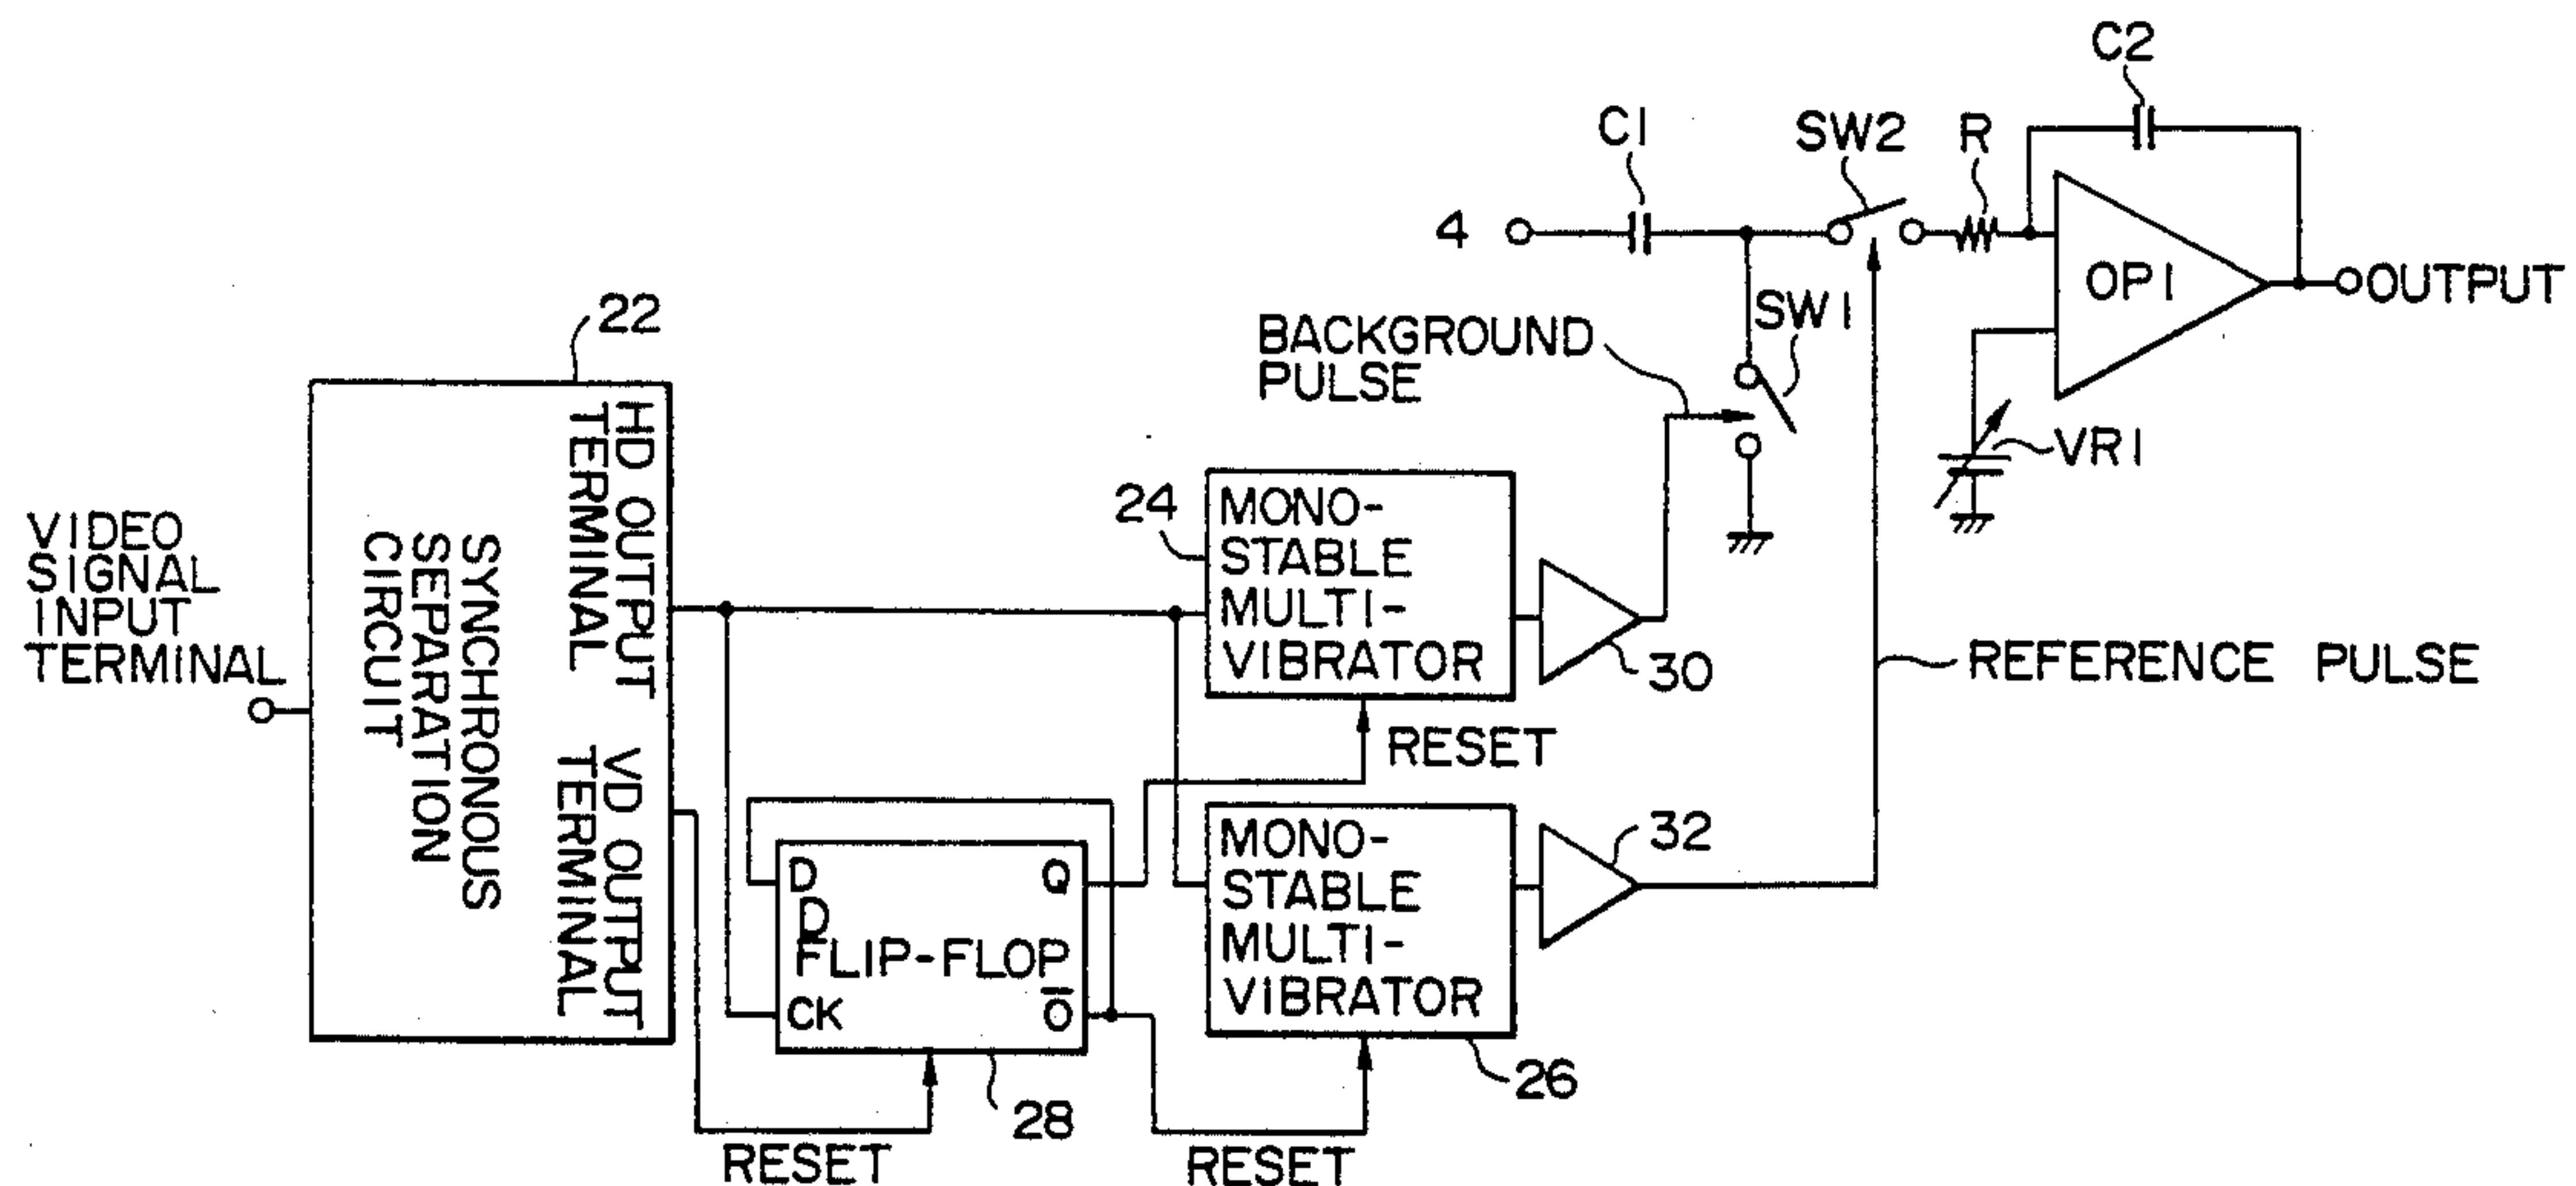 C2
C1
SW2
R
4
OP1
OUTPUT
SW1
BACKGROUND
PULSE
VR1
22
HD OUTPUT
TERMINAL
VD OUTPUT
TERMINAL
SYNCHRONOUS
SEPARATION
CIRCUIT
VIDEO
SIGNAL
INPUT
TERMINAL
24
MONO-
STABLE
MULTI-
VIBRATOR
30
REFERENCE PULSE
RESET
MONO-
STABLE
MULTI-
VIBRATOR
32
D
Q
D
FLIP-FLOP
CK
Q̅
26
28
RESET
RESET